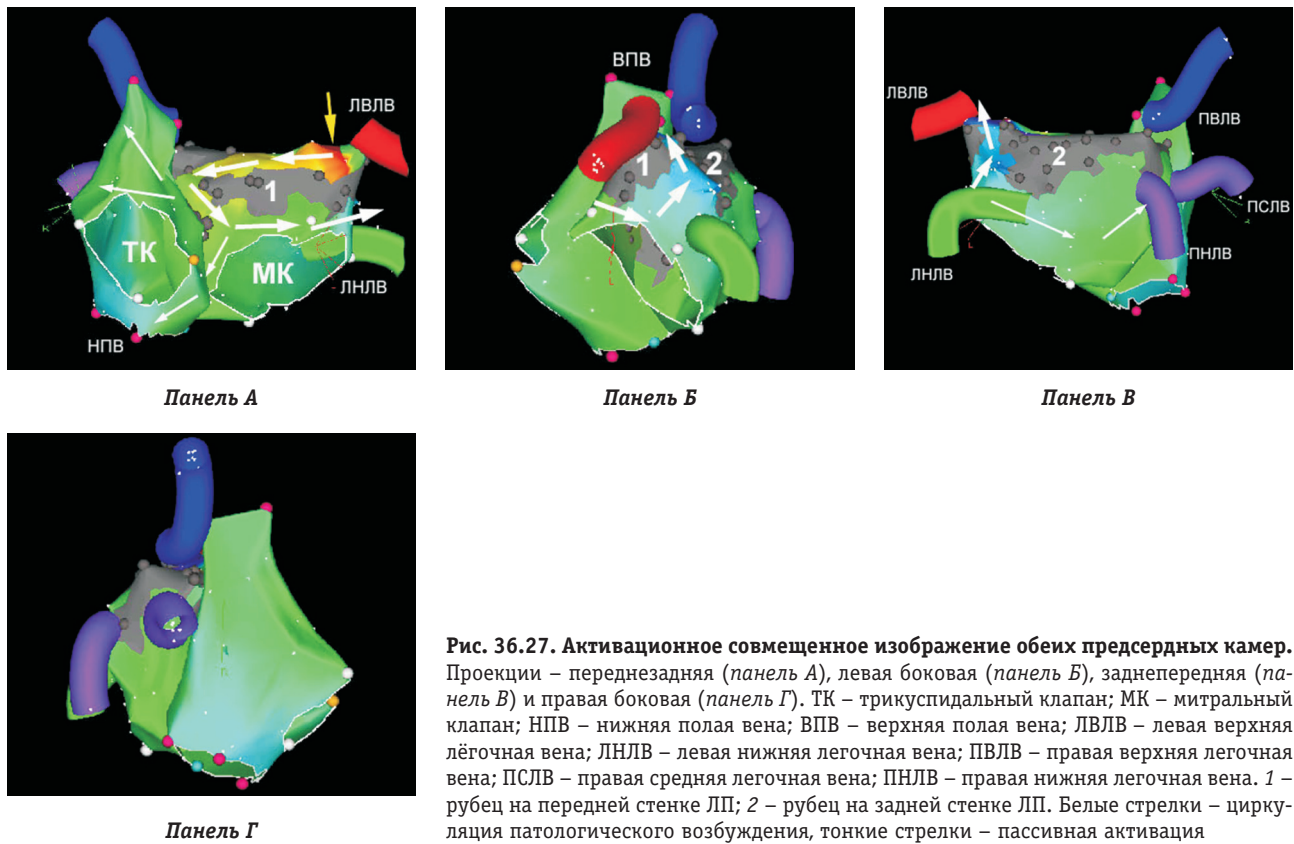 ЛВЛВ
1
ТК
МК
ЛНЛВ
НПВ
Панель А
ВПВ
1
2
Панель Б
ЛВЛВ
ПВЛВ
2
ПСЛВ
ПНЛВ
ЛНЛВ
Панель В
Панель Г
Рис. 36.27. Активационное совмещенное изображение обеих предсердных камер.
Проекции – переднезадняя (панель А), левая боковая (панель Б), заднепередняя (па-
нель В) и правая боковая (панель Г). ТК – трикуспидальный клапан; МК – митральный
клапан; НПВ – нижняя полая вена; ВПВ – верхняя полая вена; ЛВЛВ – левая верхняя
лёгочная вена; ЛНЛВ – левая нижняя легочная вена; ПВЛВ – правая верхняя легочная
вена; ПСЛВ – правая средняя легочная вена; ПНЛВ – правая нижняя легочная вена. 1 –
рубец на передней стенке ЛП; 2 – рубец на задней стенке ЛП. Белые стрелки – цирку-
ляция патологического возбуждения, тонкие стрелки – пассивная активация